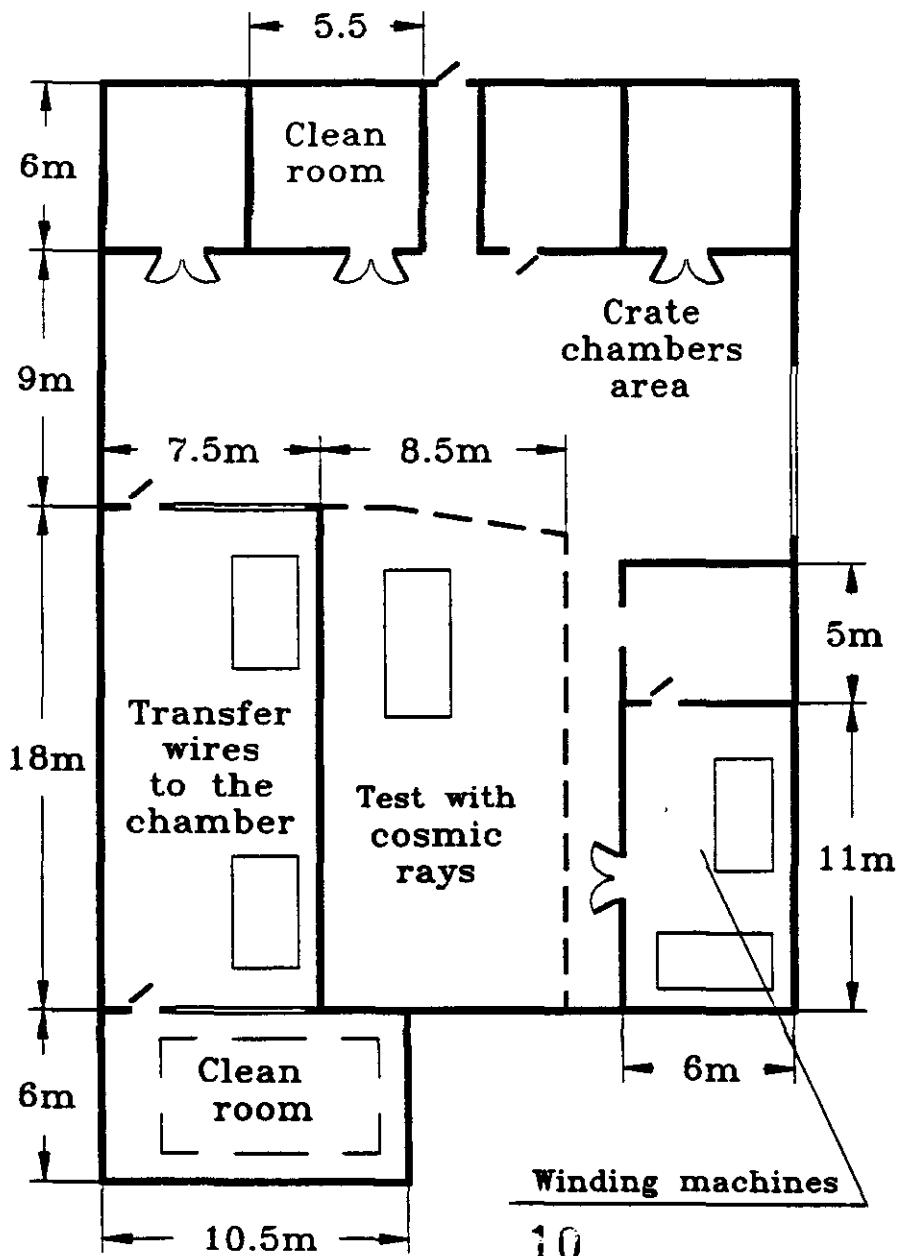 5.5
Clean
room
6m
Crate
chambers
area
9m
7.5m
8.5m
5m
Transfer
wires
to the
chamber
18m
Test with
cosmic
rays
11m
Clean
room
6m
6m
Winding machines
10.5m
10